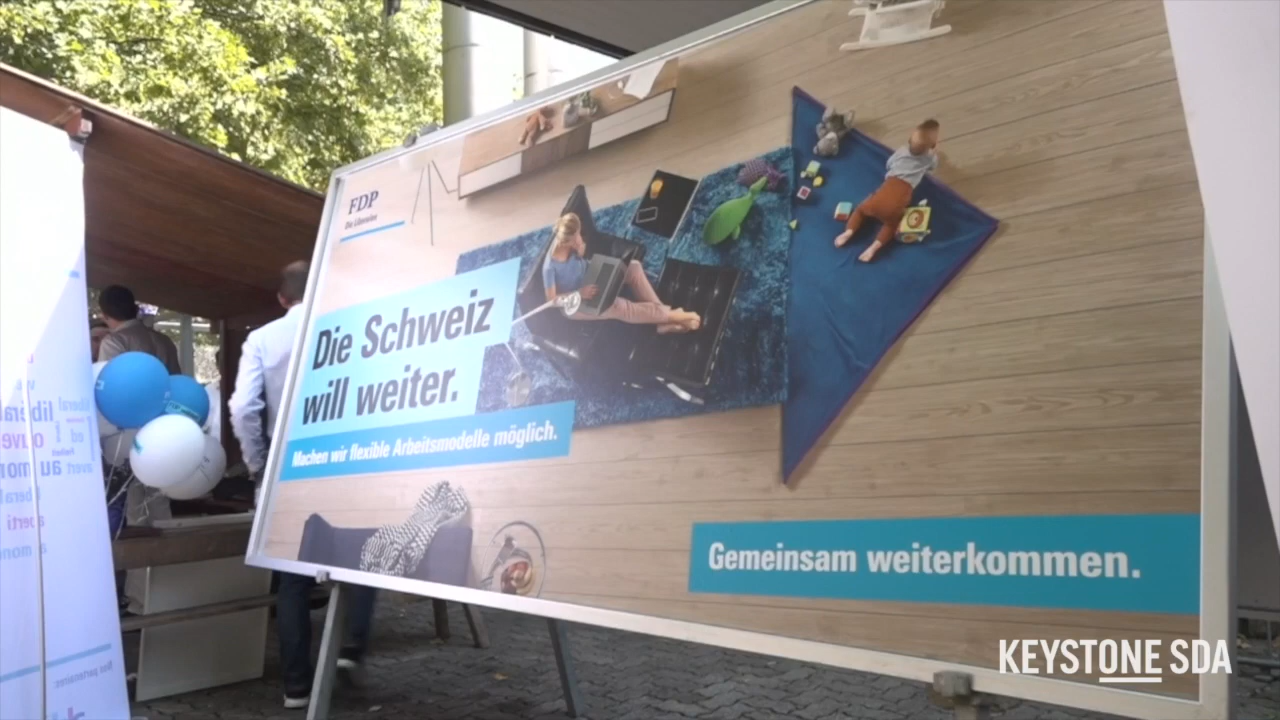 FDP
Die Liberalen
Die Schweiz
will weiter.
Machen wir flexible Arbeitsmodelle möglich.
Gemeinsam weiterkommen.
KEYSTONE SDA